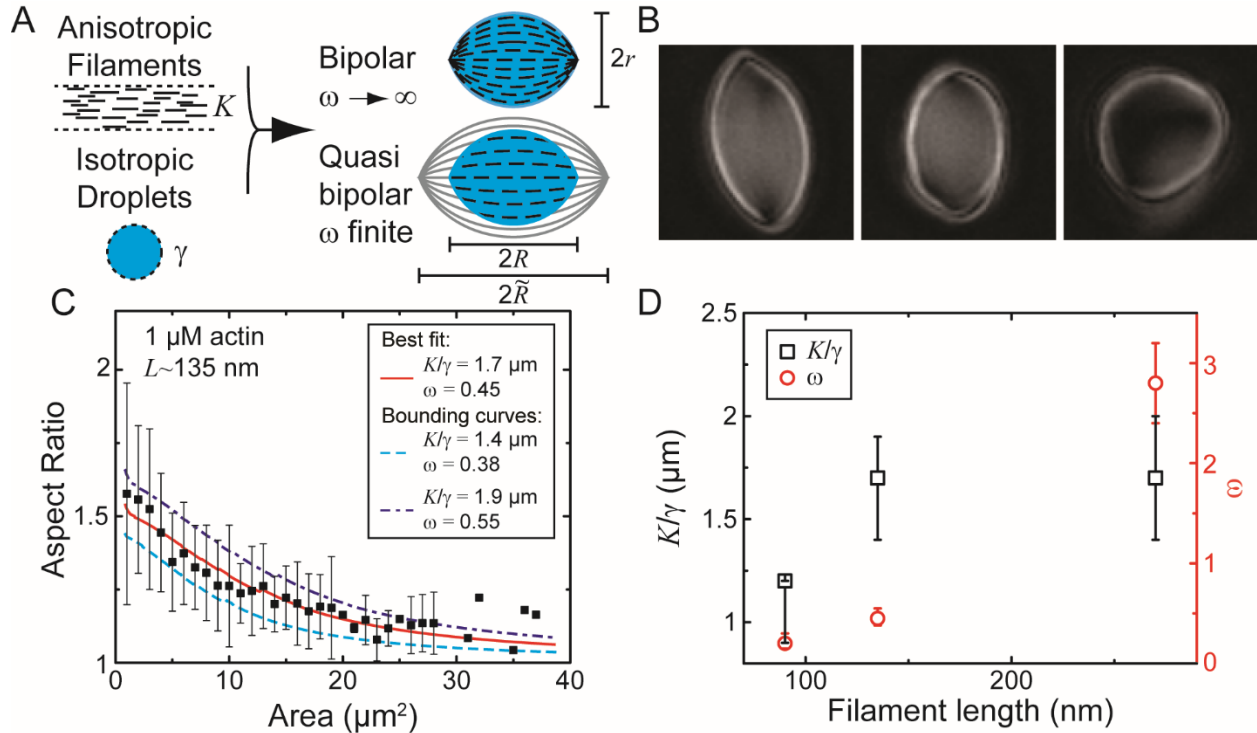 A
Anisotropic
Filaments
K
Isotropic
Droplets
γ
Bipolar
ω → ∞
2r
Quasi
bipolar
ω finite
2R
2R̃
B
C
1 µM actin
L~135 nm
Best fit:
K/γ = 1.7 µm
ω = 0.45
Bounding curves:
K/γ = 1.4 µm
ω = 0.38
K/γ = 1.9 µm
ω = 0.55
Aspect Ratio
2
1.5
1
0 10 20 30 40
Area (µm²)
D
K/γ
ω
K/γ (µm)
2.5
2
1.5
1
3
2
1
0
ω
100 200
Filament length (nm)